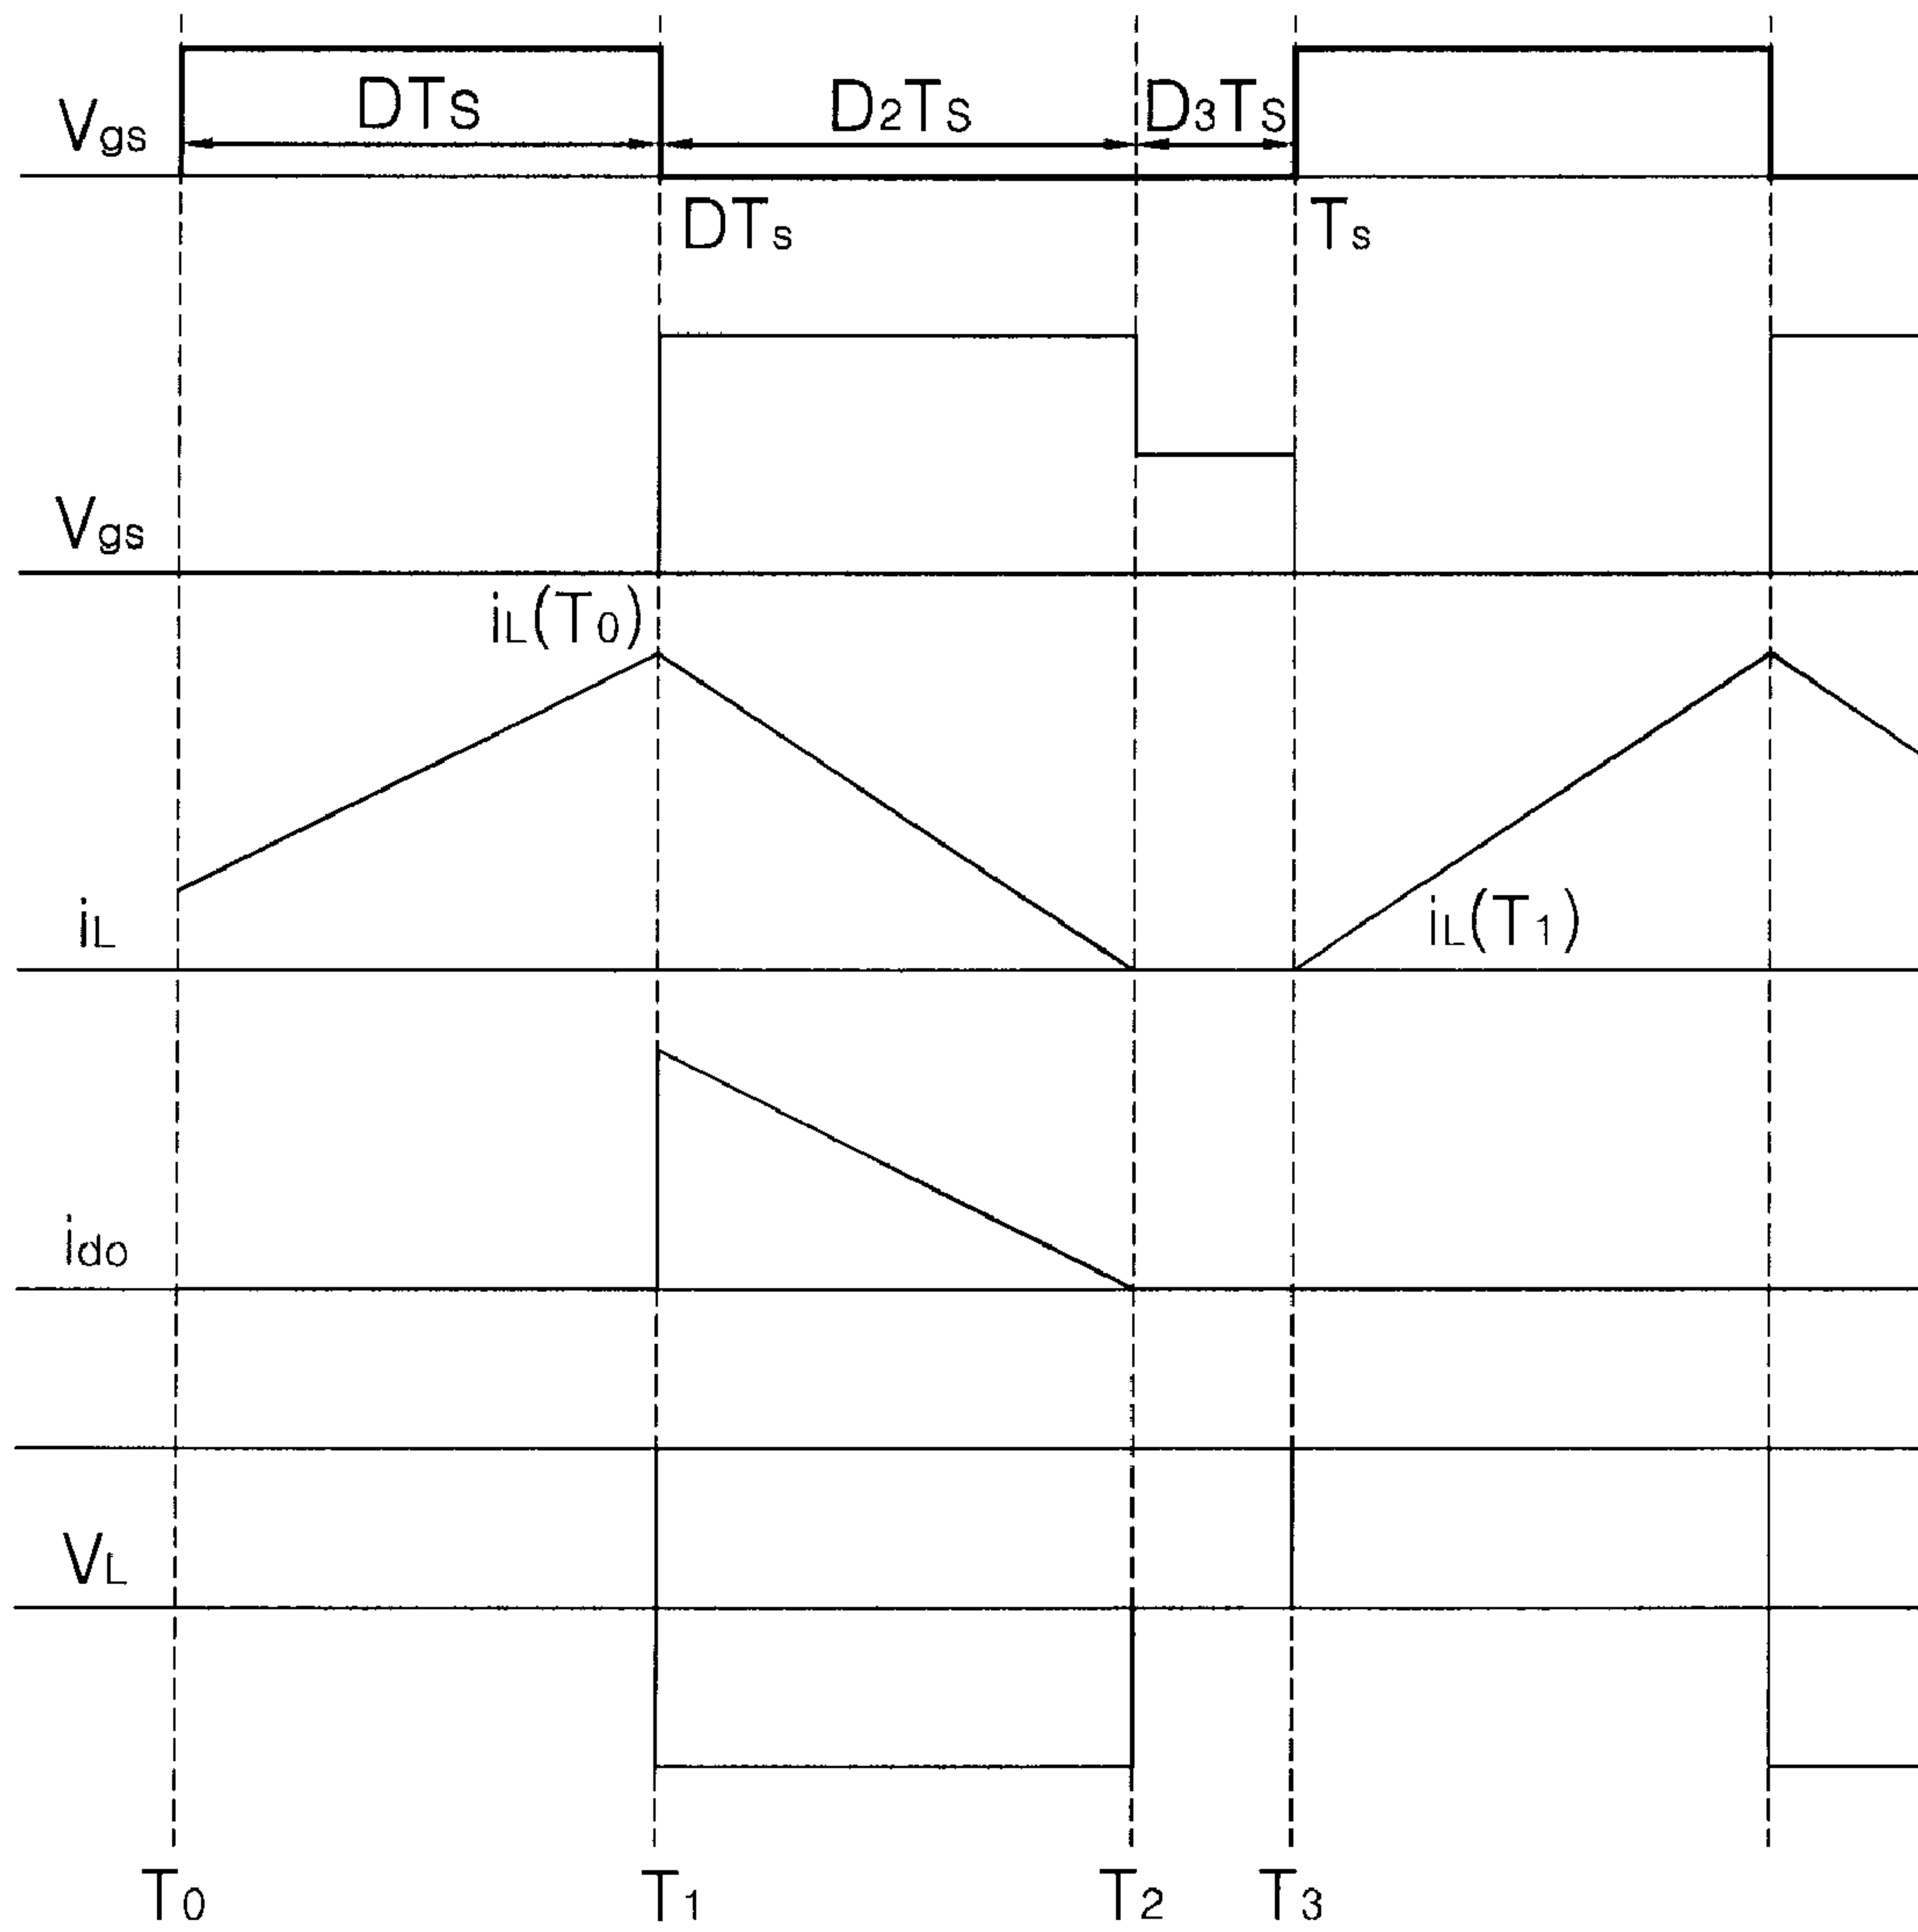 Vgs
DTS
D2TS
D3TS
DTs
Ts
Vgs
iL(T0)
iL
iL(T1)
ido
VL
T0
T1
T2
T3